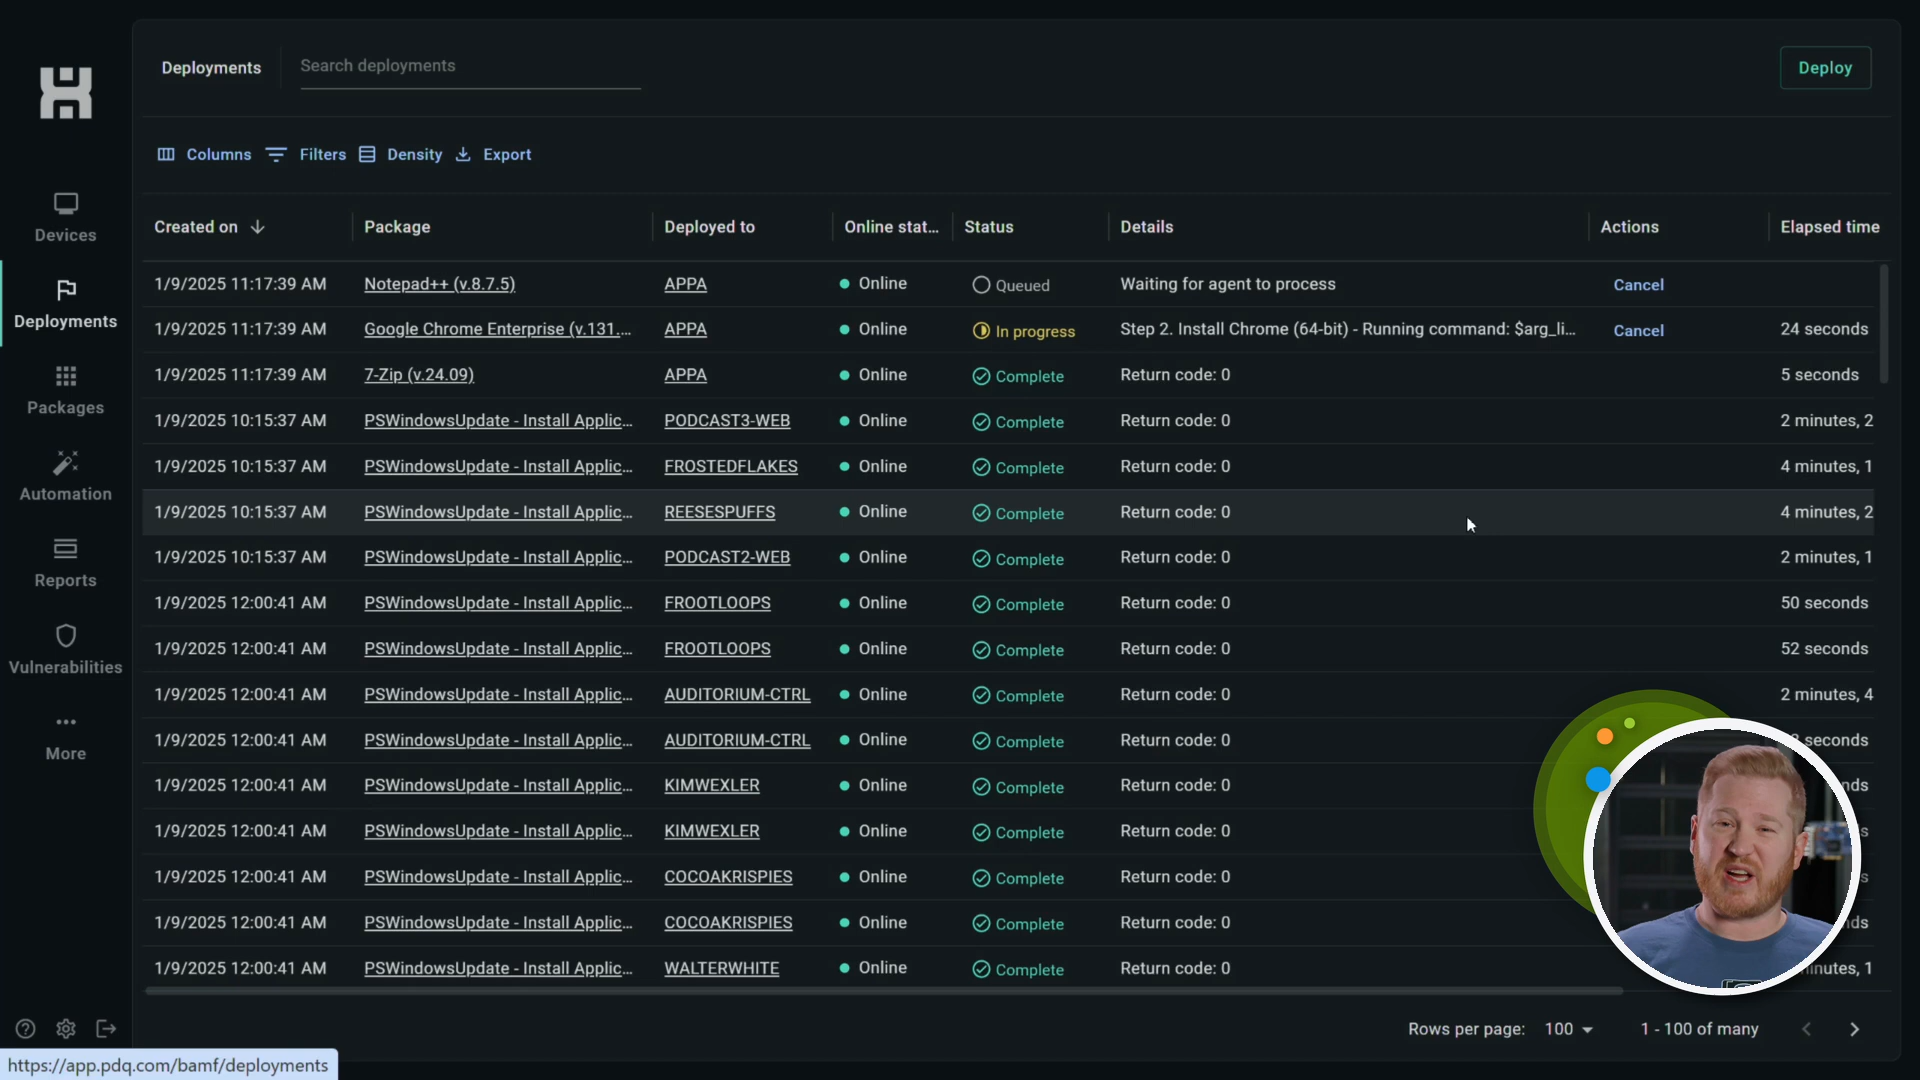 Deployments
Search deployments
Deploy
Columns Filters Density Export
Created on Package Deployed to Online stat... Status Details Actions Elapsed time
1/9/2025 11:17:39 AM Notepad++ (v.8.7.5) APPA Online Queued Waiting for agent to process Cancel
1/9/2025 11:17:39 AM Google Chrome Enterprise (v.131.... APPA Online In progress Step 2. Install Chrome (64-bit) - Running command: $arg_li... Cancel 24 seconds
1/9/2025 11:17:39 AM 7-Zip (v.24.09) APPA Online Complete Return code: 0 5 seconds
1/9/2025 10:15:37 AM PSWindowsUpdate - Install Applic... PODCAST3-WEB Online Complete Return code: 0 2 minutes, 2
1/9/2025 10:15:37 AM PSWindowsUpdate - Install Applic... FROSTEDFLAKES Online Complete Return code: 0 4 minutes, 1
1/9/2025 10:15:37 AM PSWindowsUpdate - Install Applic... REESESPUFFS Online Complete Return code: 0 4 minutes, 2
1/9/2025 10:15:37 AM PSWindowsUpdate - Install Applic... PODCAST2-WEB Online Complete Return code: 0 2 minutes, 1
1/9/2025 12:00:41 AM PSWindowsUpdate - Install Applic... FROOTLOOPS Online Complete Return code: 0 50 seconds
1/9/2025 12:00:41 AM PSWindowsUpdate - Install Applic... FROOTLOOPS Online Complete Return code: 0 52 seconds
1/9/2025 12:00:41 AM PSWindowsUpdate - Install Applic... AUDITORIUM-CTRL Online Complete Return code: 0 2 minutes, 4
1/9/2025 12:00:41 AM PSWindowsUpdate - Install Applic... AUDITORIUM-CTRL Online Complete Return code: 0 seconds
1/9/2025 12:00:41 AM PSWindowsUpdate - Install Applic... KIMWEXLER Online Complete Return code: 0
1/9/2025 12:00:41 AM PSWindowsUpdate - Install Applic... KIMWEXLER Online Complete Return code: 0
1/9/2025 12:00:41 AM PSWindowsUpdate - Install Applic... COCOAKRISPIES Online Complete Return code: 0
1/9/2025 12:00:41 AM PSWindowsUpdate - Install Applic... COCOAKRISPIES Online Complete Return code: 0
1/9/2025 12:00:41 AM PSWindowsUpdate - Install Applic... WALTERWHITE Online Complete Return code: 0
Rows per page: 100 1 - 100 of many
Devices
Deployments
Packages
Automation
Reports
Vulnerabilities
More
https://app.pdq.com/bamf/deployments